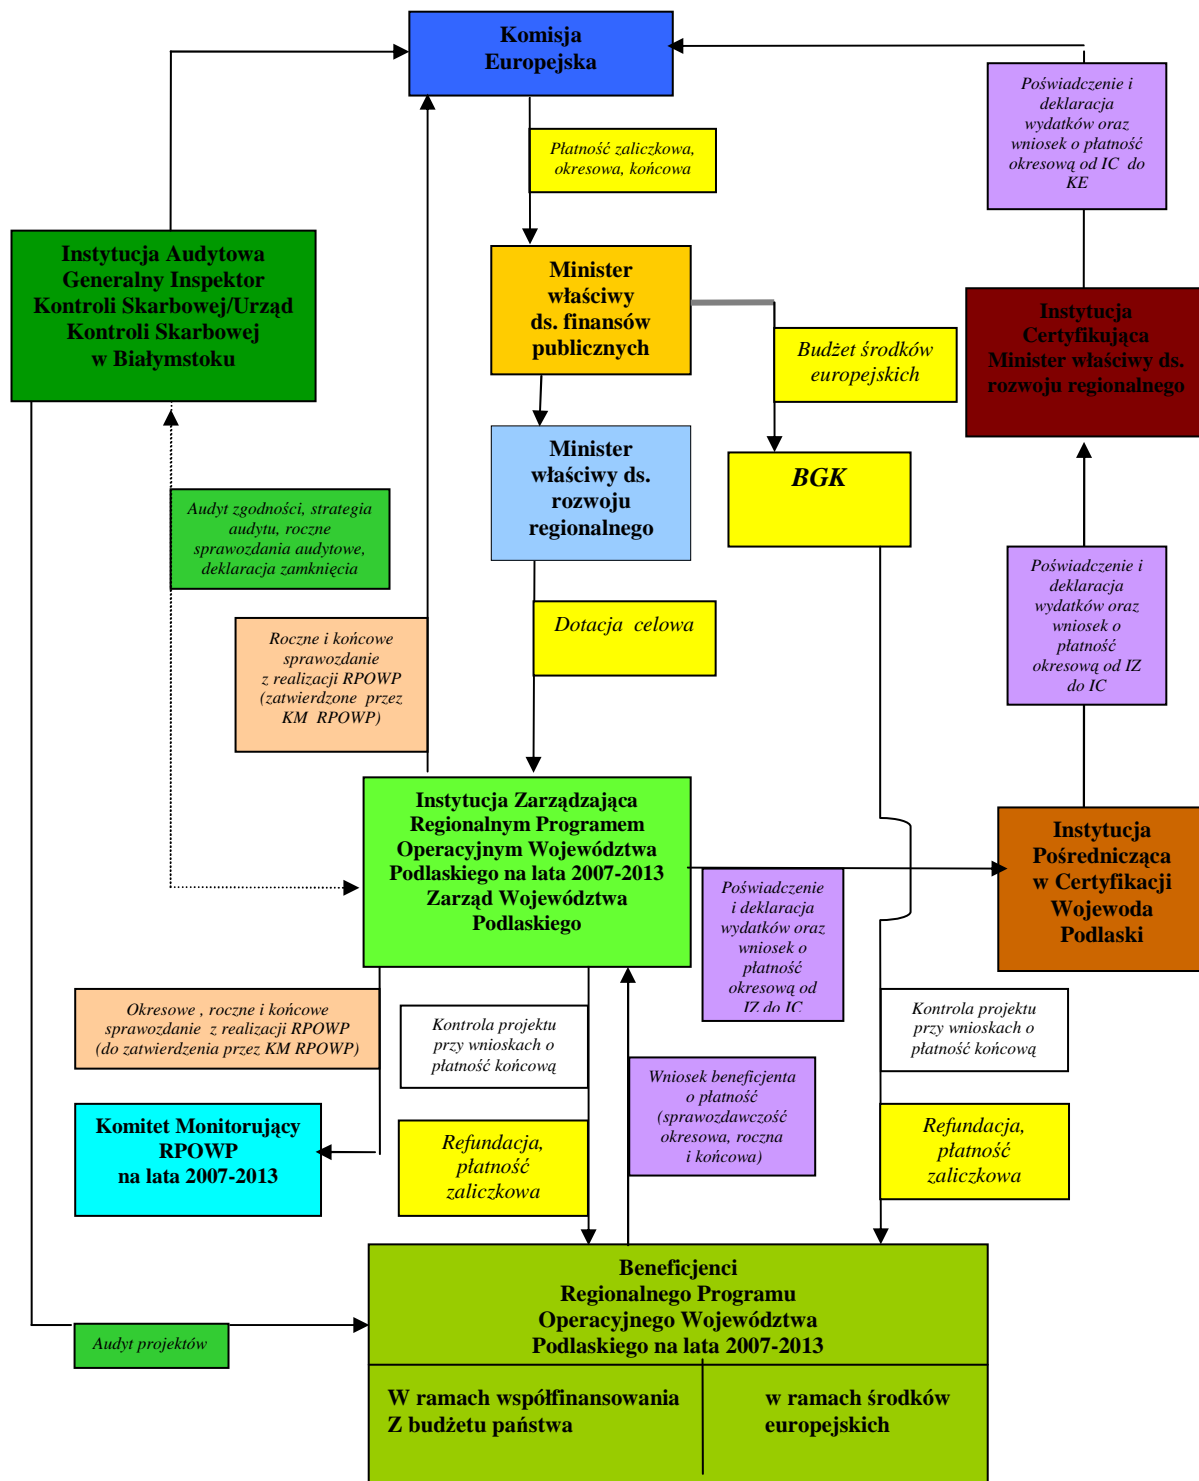 Komisja
Europejska
Poświadczenie i
deklaracja
wydatków oraz
wniosek o płatność
okresową od IC do
KE
Płatność zaliczkowa,
okresowa, końcowa
Instytucja Audytowa
Generalny Inspektor
Kontroli Skarbowej/Urząd
Kontroli Skarbowej
w Białymstoku
Minister
właściwy
ds. finansów
publicznych
Instytucja
Certyfikująca
Minister właściwy ds.
rozwoju regionalnego
Budżet środków
europejskich
Minister
właściwy ds.
rozwoju
regionalnego
BGK
Audyt zgodności, strategia
audytu, roczne
sprawozdania audytowe,
deklaracja zamknięcia
Poświadczenie i
deklaracja
wydatków oraz
wniosek o
płatność
okresową od IZ
do IC
Roczne i końcowe
sprawozdanie
z realizacji RPOWP
(zatwierdzone przez
KM RPOWP)
Dotacja celowa
Instytucja Zarządzająca
Regionalnym Programem
Operacyjnym Województwa
Podlaskiego na lata 2007-2013
Zarząd Województwa
Podlaskiego
Instytucja
Pośrednicząca
w Certyfikacji
Wojewoda
Podlaski
Poświadczenie
i deklaracja
wydatków oraz
wniosek o
płatność
okresową od
IZ do IC
Okresowe , roczne i końcowe
sprawozdanie z realizacji RPOWP
(do zatwierdzenia przez KM RPOWP)
Kontrola projektu
przy wnioskach o
płatność końcową
Kontrola projektu
przy wnioskach o
płatność końcową
Wniosek beneficjenta
o płatność
(sprawozdawczość
okresowa, roczna
i końcowa)
Komitet Monitorujący
RPOWP
na lata 2007-2013
Refundacja,
płatność
zaliczkowa
Refundacja,
płatność
zaliczkowa
Beneficjenci
Regionalnego Programu
Operacyjnego Województwa
Podlaskiego na lata 2007-2013
Audyt projektów
W ramach współfinansowania
Z budżetu państwa
w ramach środków
europejskich